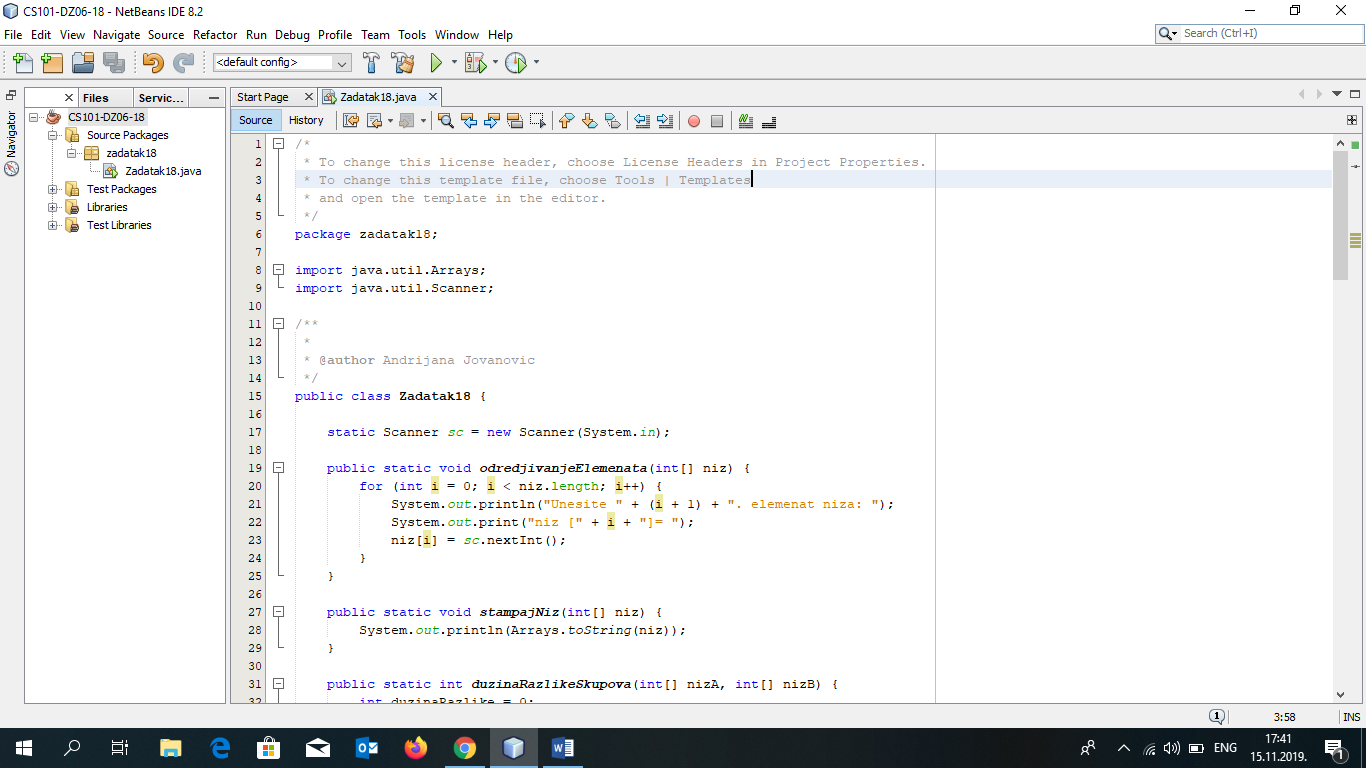 CS101-DZ06-18 - NetBeans IDE 8.2
File Edit View Navigate Source Refactor Run Debug Profile Team Tools Window Help
Search (Ctrl+I)
<default config>
Files Servic...
Navigator
CS101-DZ06-18
Source Packages
zadatak18
Zadatak18.java
Test Packages
Libraries
Test Libraries
Start Page Zadatak18.java
Source History
1 /*
2 * To change this license header, choose License Headers in Project Properties.
3 * To change this template file, choose Tools | Templates
4 * and open the template in the editor.
5 */
6 package zadatak18;
7
8 import java.util.Arrays;
9 import java.util.Scanner;
10
11 /**
12 *
13 * @author Andrijana Jovanovic
14 */
15 public class Zadatak18 {
16
17 static Scanner sc = new Scanner(System.in);
18
19 public static void odredjivanjeElemenata(int[] niz) {
20 for (int i = 0; i < niz.length; i++) {
21 System.out.println("Unesite " + (i + 1) + ". elemenat niza: ");
22 System.out.print("niz [" + i + "]= ");
23 niz[i] = sc.nextInt();
24 }
25 }
26
27 public static void stampajNiz(int[] niz) {
28 System.out.println(Arrays.toString(niz));
29 }
30
31 public static int duzinaRazlikeSkupova(int[] nizA, int[] nizB) {
32 int duzinaRazlike = 0;
1 3:58 INS
ENG
17:41
15.11.2019.
1